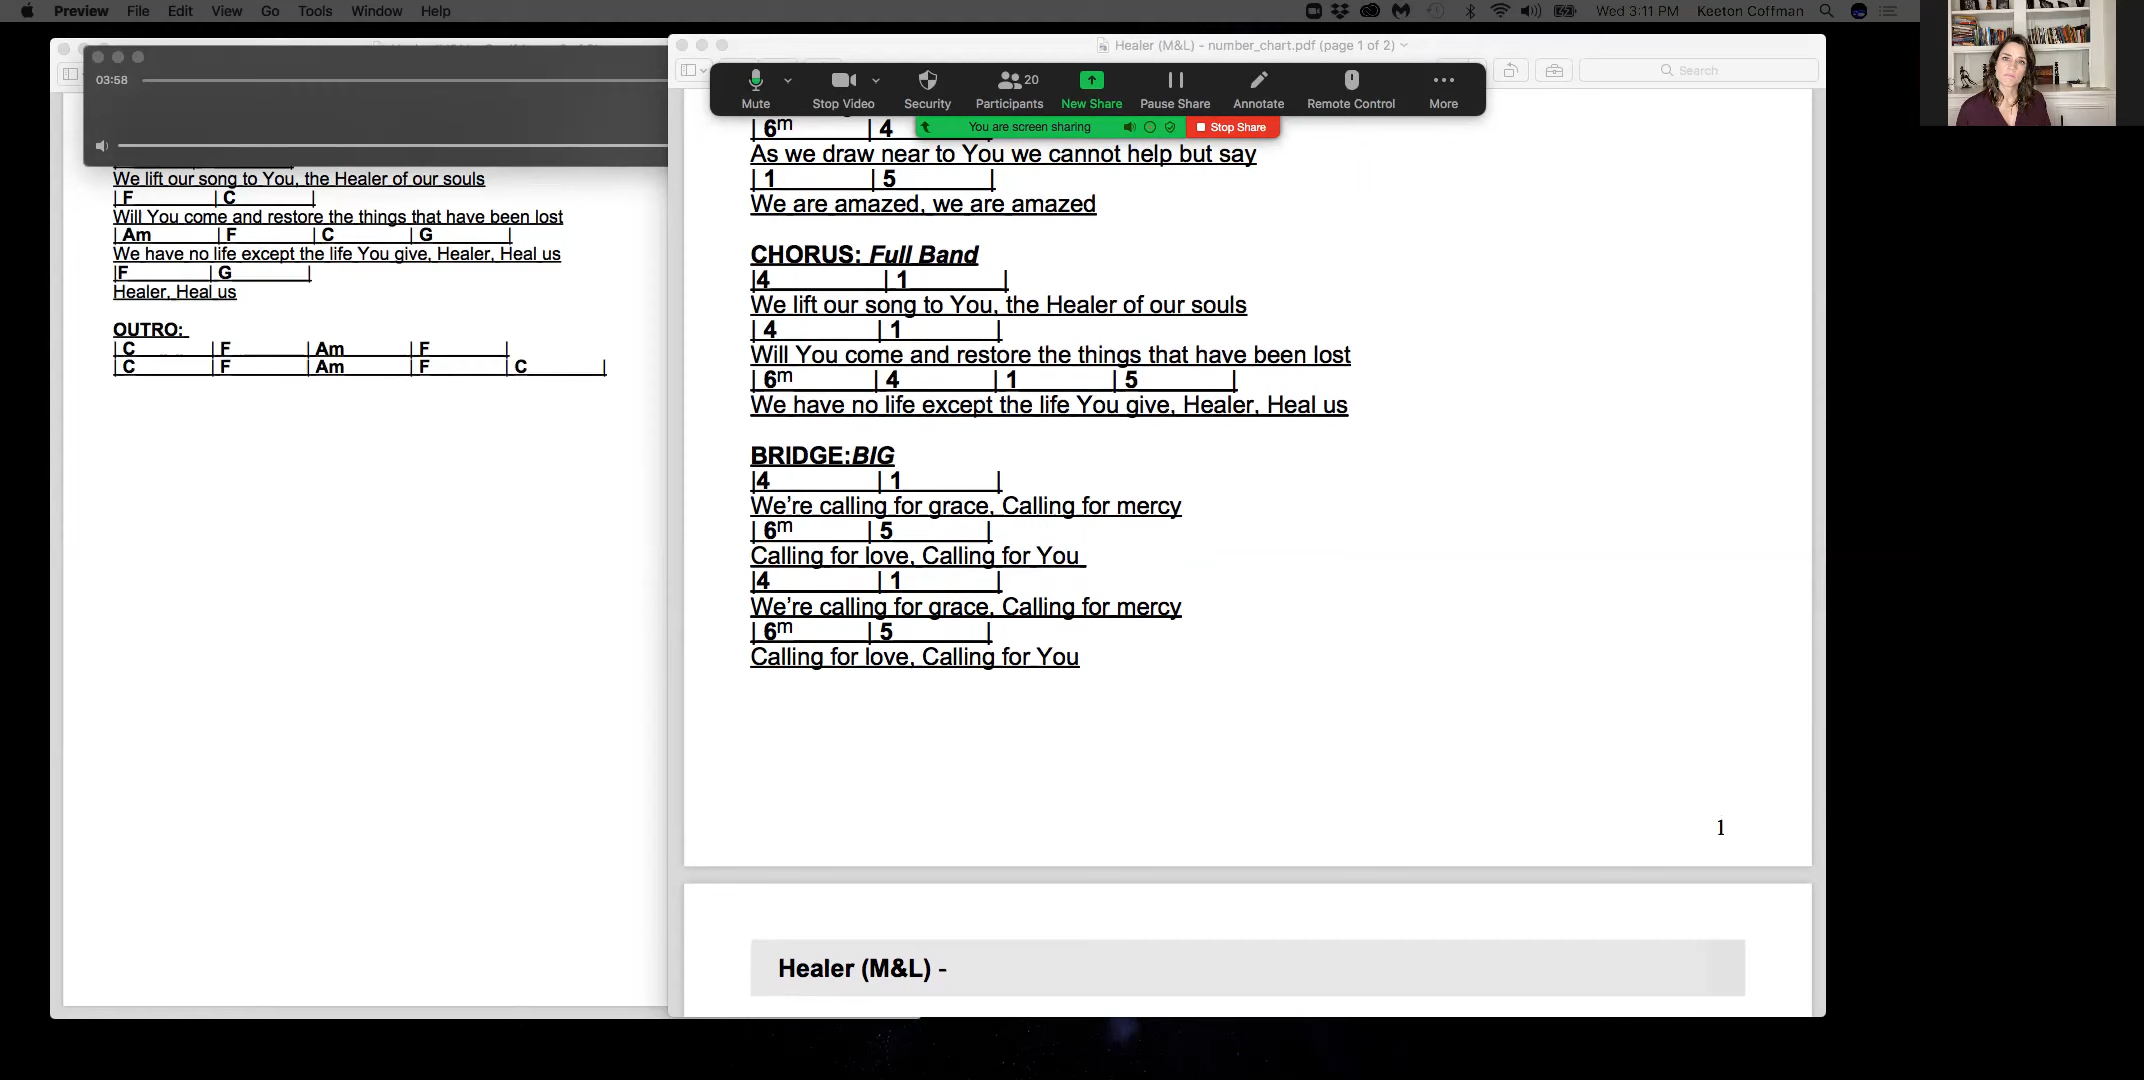 Preview File Edit View Go Tools Window Help
Wed 3:11 PM Keeton Coffman
Healer (M&L) - number_chart.pdf (page 1 of 2)
Search
03:58
Mute Stop Video Security Participants 20 New Share Pause Share Annotate Remote Control More
You are screen sharing Stop Share
We lift our song to You, the Healer of our souls
| F | C |
Will You come and restore the things that have been lost
| Am | F | C | G |
We have no life except the life You give, Healer, Heal us
|F | G |
Healer, Heal us
OUTRO:
| C | F | Am | F |
| C | F | Am | F | C |
| 6m | 4
As we draw near to You we cannot help but say
| 1 | 5 |
We are amazed, we are amazed
CHORUS: Full Band
|4 | 1 |
We lift our song to You, the Healer of our souls
| 4 | 1 |
Will You come and restore the things that have been lost
| 6m | 4 | 1 | 5 |
We have no life except the life You give, Healer, Heal us
BRIDGE:BIG
|4 | 1 |
We’re calling for grace, Calling for mercy
| 6m | 5 |
Calling for love, Calling for You
|4 | 1 |
We’re calling for grace, Calling for mercy
| 6m | 5 |
Calling for love, Calling for You
1
Healer (M&L) -